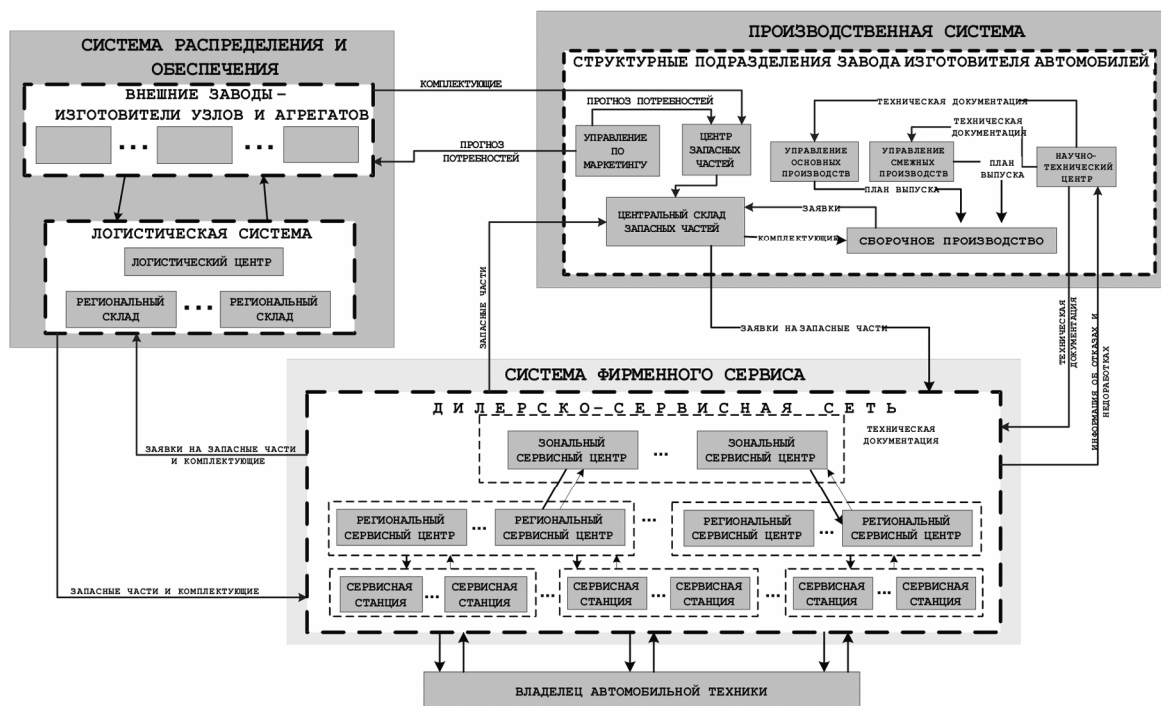 СИСТЕМА РАСПРЕДЕЛЕНИЯ И
ОБЕСПЕЧЕНИЯ
ВНЕШНИЕ ЗАВОДЫ –
ИЗГОТОВИТЕЛИ УЗЛОВ И АГРЕГАТОВ
... ...
ЛОГИСТИЧЕСКАЯ СИСТЕМА
ЛОГИСТИЧЕСКИЙ ЦЕНТР
РЕГИОНАЛЬНЫЙ
СКЛАД
...
РЕГИОНАЛЬНЫЙ
СКЛАД
КОМПЛЕКТУЮЩИЕ
ПРОГНОЗ
ПОТРЕБНОСТЕЙ
ПРОИЗВОДСТВЕННАЯ СИСТЕМА
СТРУКТУРНЫЕ ПОДРАЗДЕЛЕНИЯ ЗАВОДА ИЗГОТОВИТЕЛЯ АВТОМОБИЛЕЙ
ПРОГНОЗ ПОТРЕБНОСТЕЙ
УПРАВЛЕНИЕ
ПО
МАРКЕТИНГУ
ЦЕНТР
ЗАПАСНЫХ
ЧАСТЕЙ
ТЕХНИЧЕСКАЯ ДОКУМЕНТАЦИЯ
ТЕХНИЧЕСКАЯ
ДОКУМЕНТАЦИЯ
УПРАВЛЕНИЕ
ОСНОВНЫХ
ПРОИЗВОДСТВ
УПРАВЛЕНИЕ
СМЕЖНЫХ
ПРОИЗВОДСТВ
НАУЧНО-
ТЕХНИЧЕСКИЙ
ЦЕНТР
ПЛАН
ВЫПУСКА
ПЛАН ВЫПУСКА
ЦЕНТРАЛЬНЫЙ СКЛАД
ЗАПАСНЫХ ЧАСТЕЙ
ЗАЯВКИ
КОМПЛЕКТУЮЩИЕ
СБОРОЧНОЕ ПРОИЗВОДСТВО
ЗАПАСНЫЕ ЧАСТИ
ЗАЯВКИ НА ЗАПАСНЫЕ ЧАСТИ
ТЕХНИЧЕСКАЯ
ДОКУМЕНТАЦИЯ
ИНФОРМАЦИЯ ОБ ОТКАЗАХ И
НЕДОРАБОТКАХ
СИСТЕМА ФИРМЕННОГО СЕРВИСА
ДИЛЕРСКО-СЕРВИСНАЯ СЕТЬ
ТЕХНИЧЕСКАЯ
ДОКУМЕНТАЦИЯ
ЗОНАЛЬНЫЙ
СЕРВИСНЫЙ ЦЕНТР
...
ЗОНАЛЬНЫЙ
СЕРВИСНЫЙ ЦЕНТР
ЗАЯВКИ НА ЗАПАСНЫЕ ЧАСТИ
И КОМПЛЕКТУЮЩИЕ
РЕГИОНАЛЬНЫЙ
СЕРВИСНЫЙ ЦЕНТР
...
РЕГИОНАЛЬНЫЙ
СЕРВИСНЫЙ ЦЕНТР
...
РЕГИОНАЛЬНЫЙ
СЕРВИСНЫЙ ЦЕНТР
...
РЕГИОНАЛЬНЫЙ
СЕРВИСНЫЙ ЦЕНТР
ЗАПАСНЫЕ ЧАСТИ И КОМПЛЕКТУЮЩИЕ
СЕРВИСНАЯ
СТАНЦИЯ
...
СЕРВИСНАЯ
СТАНЦИЯ
...
СЕРВИСНАЯ
СТАНЦИЯ
...
СЕРВИСНАЯ
СТАНЦИЯ
...
СЕРВИСНАЯ
СТАНЦИЯ
...
СЕРВИСНАЯ
СТАНЦИЯ
ВЛАДЕЛЕЦ АВТОМОБИЛЬНОЙ ТЕХНИКИ